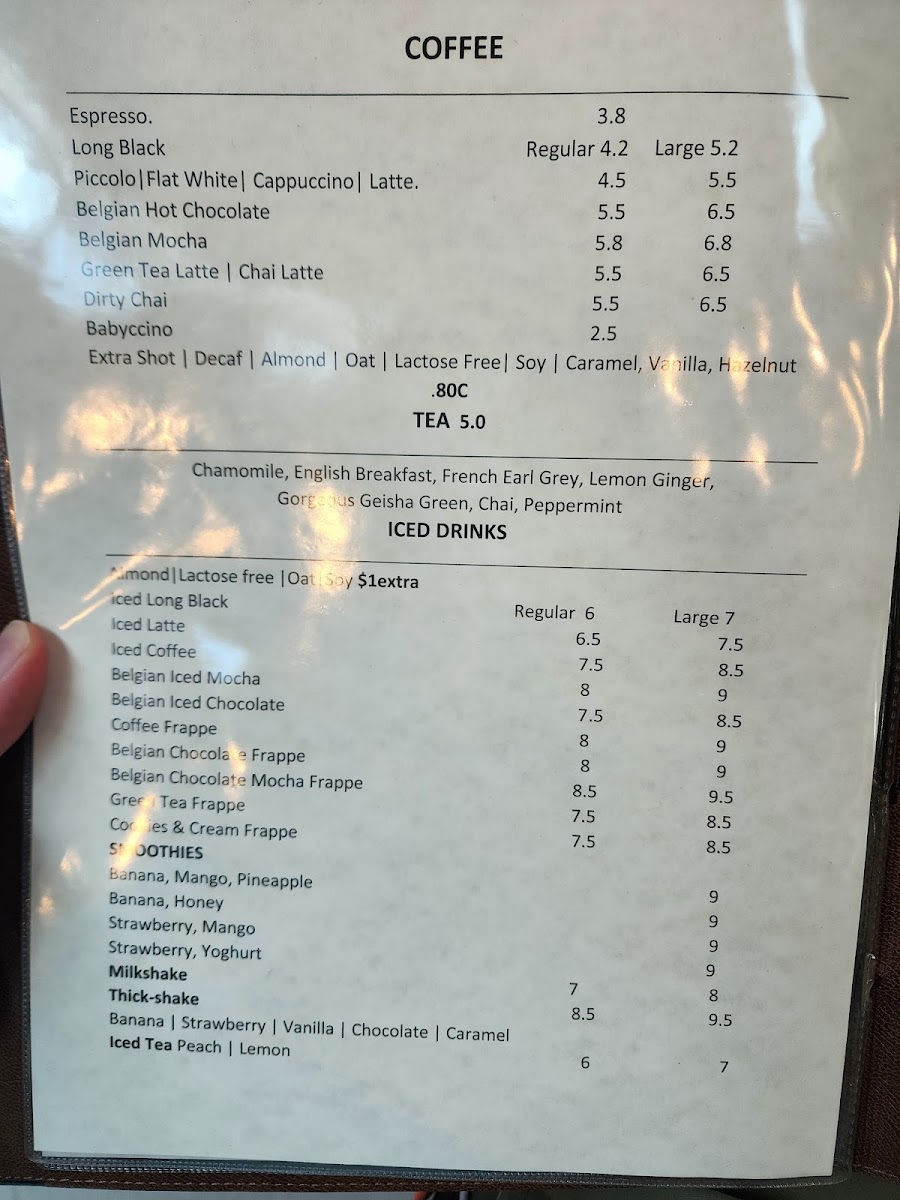 COFFEE
Espresso. 3.8
Long Black Regular 4.2 Large 5.2
Piccolo|Flat White| Cappuccino| Latte. 4.5 5.5
Belgian Hot Chocolate 5.5 6.5
Belgian Mocha 5.8 6.8
Green Tea Latte | Chai Latte 5.5 6.5
Dirty Chai 5.5 6.5
Babyccino 2.5
Extra Shot | Decaf | Almond | Oat | Lactose Free| Soy | Caramel, Vanilla, Hazelnut
.80C
TEA 5.0
Chamomile, English Breakfast, French Earl Grey, Lemon Ginger,
Gorgeous Geisha Green, Chai, Peppermint
ICED DRINKS
Almond|Lactose free |Oat|Soy $1extra
Iced Long Black Regular 6 Large 7
Iced Latte 6.5 7.5
Iced Coffee 7.5 8.5
Belgian Iced Mocha 8 9
Belgian Iced Chocolate 7.5 8.5
Coffee Frappe 8 9
Belgian Chocolate Frappe 8 9
Belgian Chocolate Mocha Frappe 8.5 9.5
Green Tea Frappe 7.5 8.5
Cookies & Cream Frappe 7.5 8.5
SMOOTHIES
Banana, Mango, Pineapple 9
Banana, Honey 9
Strawberry, Mango 9
Strawberry, Yoghurt 9
Milkshake 7 8
Thick-shake 8.5 9.5
Banana | Strawberry | Vanilla | Chocolate | Caramel
Iced Tea Peach | Lemon 6 7